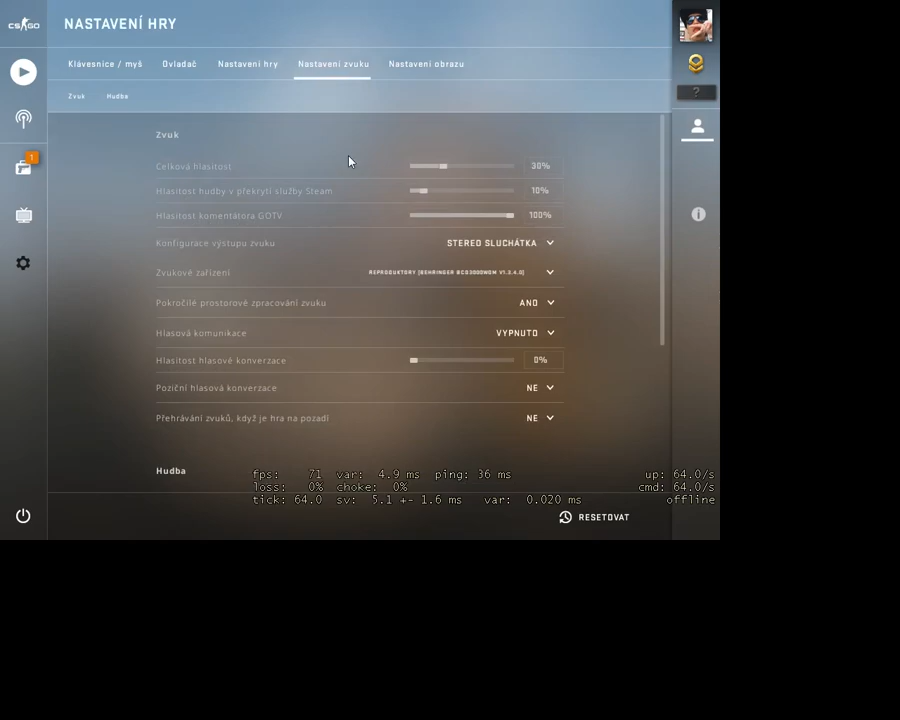 CS:GO
NASTAVENÍ HRY
Klávesnice / myš Ovladač Nastavení hry Nastavení zvuku Nastavení obrazu
Zvuk Hudba
?
1
Zvuk
Celková hlasitost 30%
Hlasitost hudby v překrytí služby Steam 10%
Hlasitost komentátora GOTV 100%
Konfigurace výstupu zvuku STEREO SLUCHÁTKA
Zvukové zařízení REPRODUKTORY (BEHRINGER BCD3000WDM V1.2.4.0)
Pokročilé prostorové zpracování zvuku ANO
Hlasová komunikace VYPNUTO
Hlasitost hlasové konverzace 0%
Poziční hlasová konverzace NE
Přehrávání zvuků, když je hra na pozadí NE
Hudba
fps: 71 var: 4.9 ms ping: 36 ms up: 64.0/s
loss: 0% choke: 0% cmd: 64.0/s
tick: 64.0 sv: 5.1 +- 1.6 ms var: 0.020 ms offline
RESETOVAT